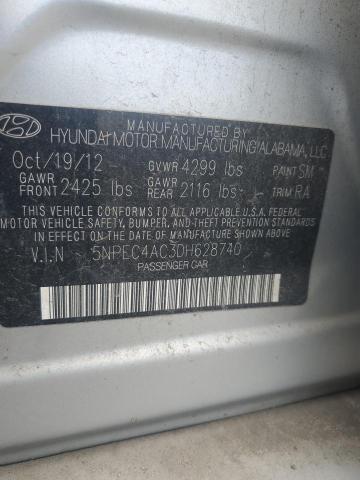 MANUFACTURED BY
HYUNDAI MOTOR MANUFACTURING ALABAMA, LLC
Oct/19/12 GVWR 4299 lbs PAINT SM
GAWR FRONT 2425 lbs GAWR REAR 2116 lbs TRIM RA
THIS VEHICLE CONFORMS TO ALL APPLICABLE U.S.A. FEDERAL
MOTOR VEHICLE SAFETY, BUMPER, AND THEFT PREVENTION
STANDARDS IN EFFECT ON THE DATE OF MANUFACTURE
SHOWN ABOVE.
V.I.N 5NPEC4AC3DH628740
PASSENGER CAR